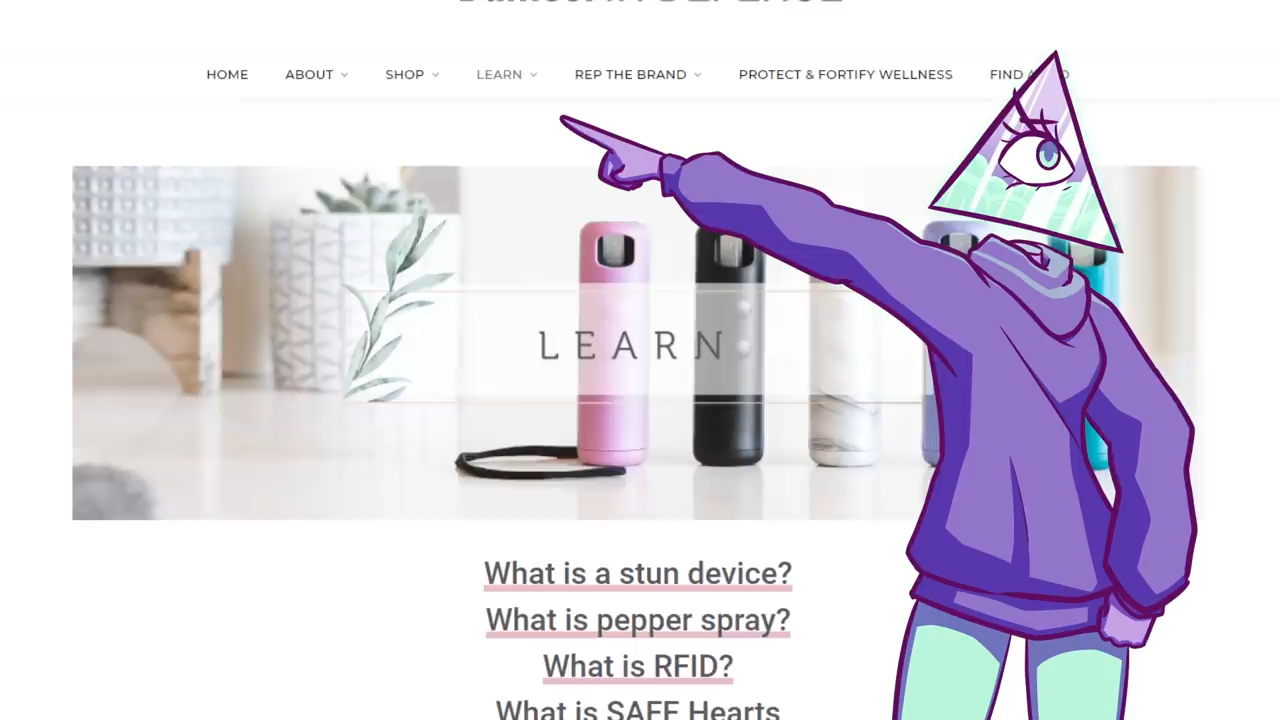 HOME ABOUT SHOP LEARN REP THE BRAND PROTECT & FORTIFY WELLNESS FIND
LEARN
What is a stun device?
What is pepper spray?
What is RFID?
What is SAFE Hearts